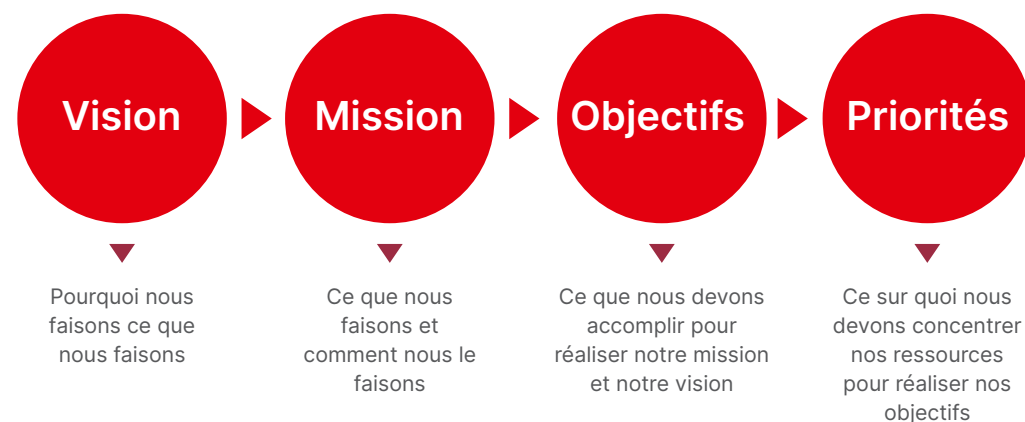 Vision
Mission
Objectifs
Priorités
Pourquoi nous
faisons ce que
nous faisons
Ce que nous
faisons et
comment nous le
faisons
Ce que nous devons
accomplir pour
réaliser notre mission
et notre vision
Ce sur quoi nous
devons concentrer
nos ressources
pour réaliser nos
objectifs